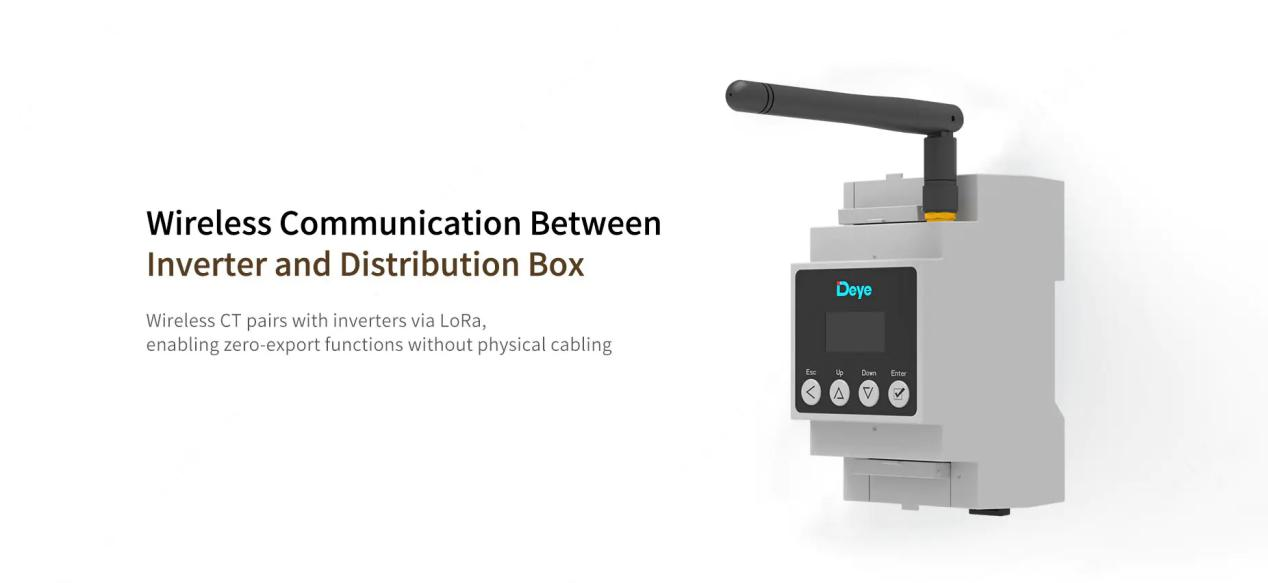 Wireless Communication Between
Inverter and Distribution Box
Wireless CT pairs with inverters via LoRa,
enabling zero-export functions without physical cabling
Deye
Esc Up Down Enter